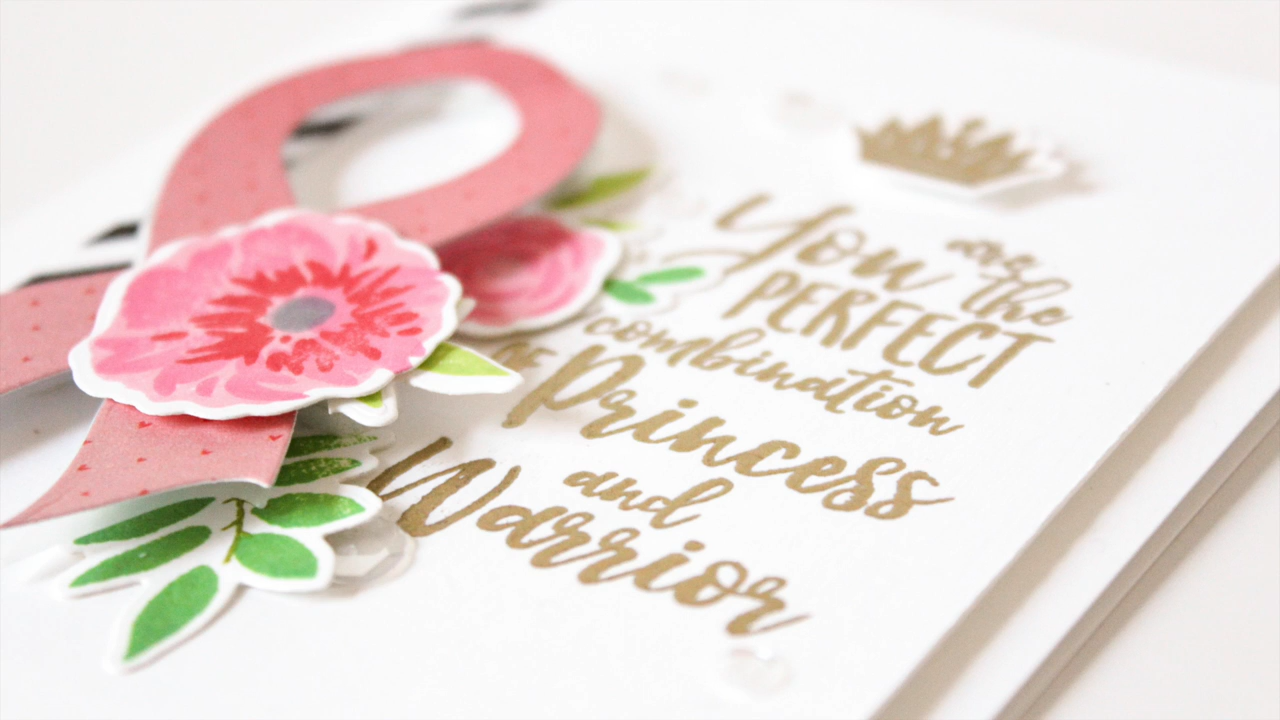 You are the
PERFECT
combination
OF Princess
and
Warrior